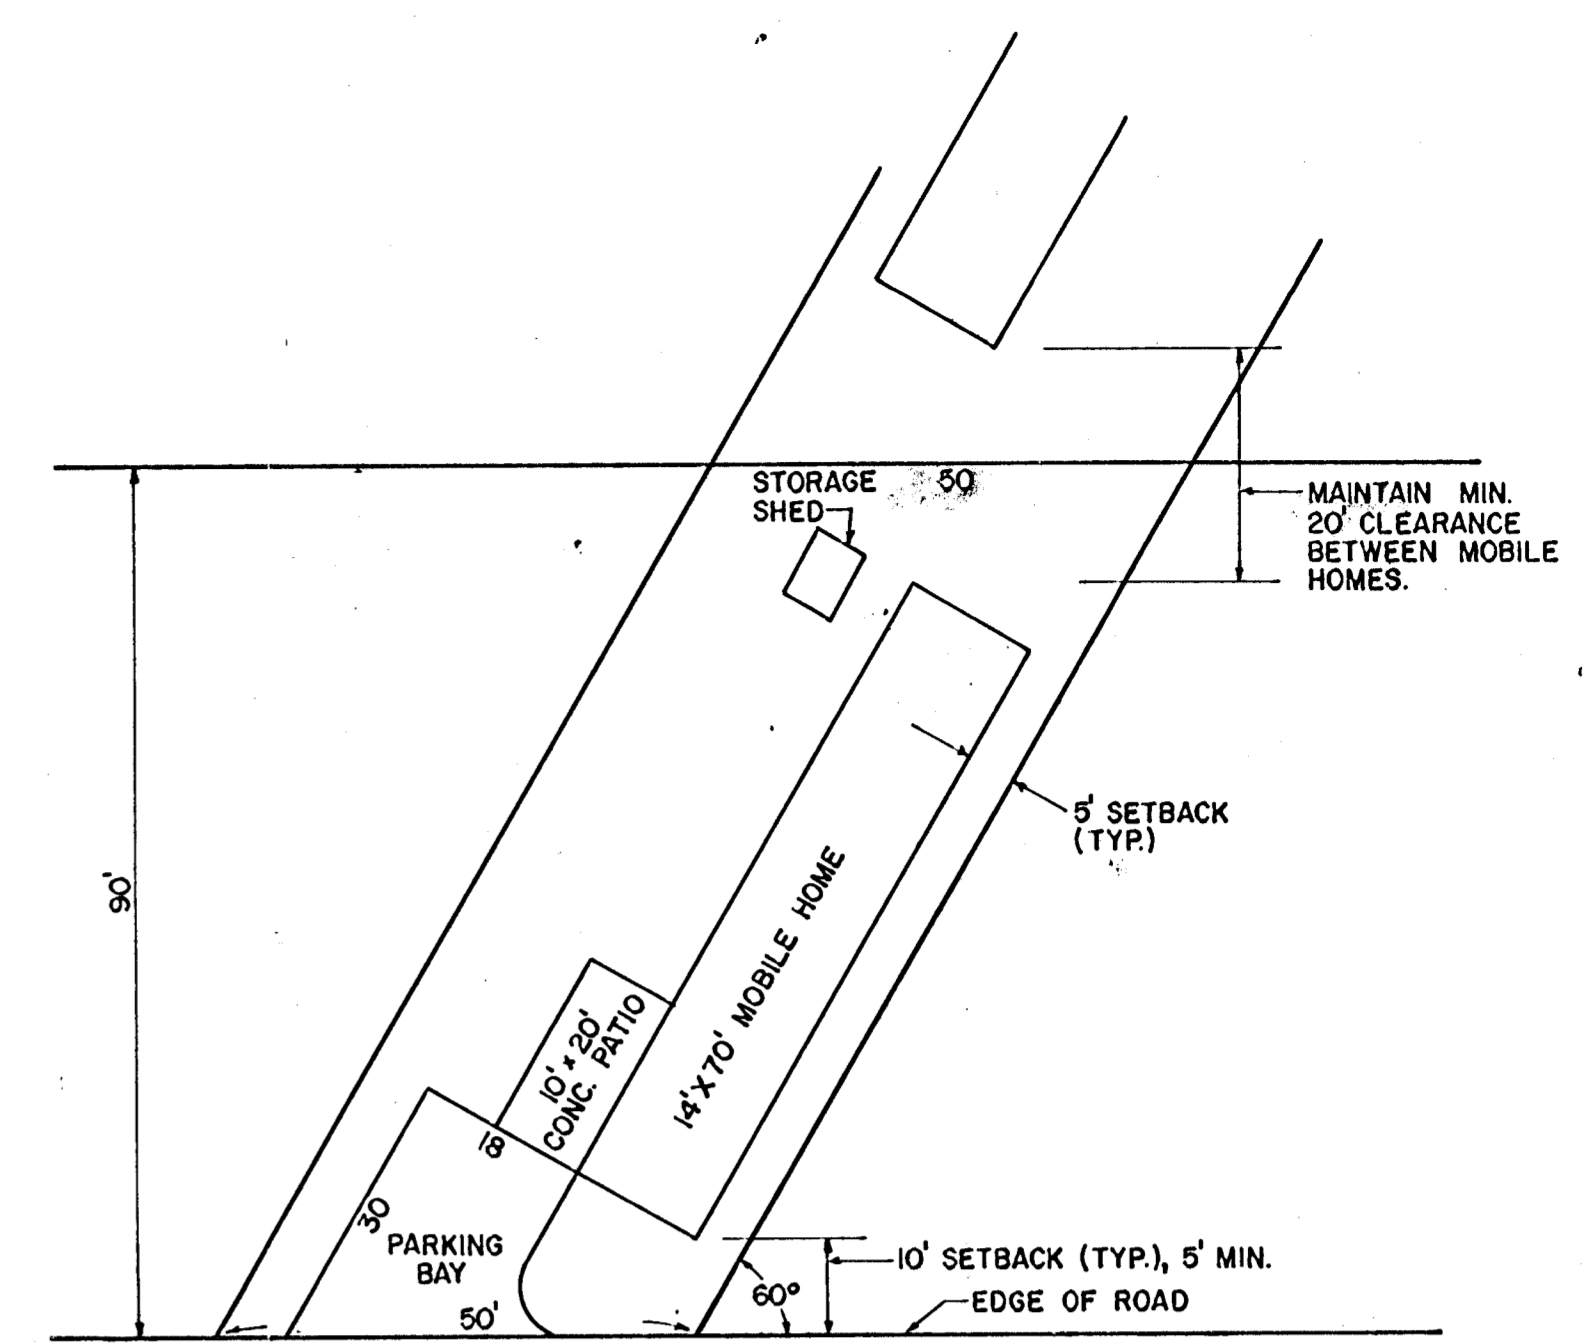 STORAGE
SHED
50
MAINTAIN MIN.
20' CLEARANCE
BETWEEN MOBILE
HOMES.
5' SETBACK
(TYP.)
90'
14' X 70' MOBILE HOME
10' x 20'
CONC. PATIO
18
30
PARKING
BAY
50'
60°
10' SETBACK (TYP.), 5' MIN.
EDGE OF ROAD